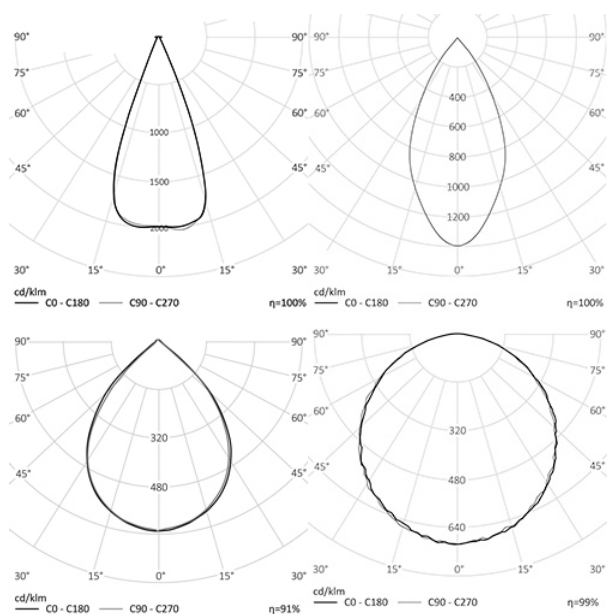 90° 90° 90° 90°
75° 75° 75° 75°
60° 60° 60° 60°
400
1000 600
45° 45° 45° 800 45°
1500 1000
1200
2000
30° 15° 0° 15° 30° 30° 15° 0° 15° 30°
cd/klm cd/klm
C0 - C180 C90 - C270 η=100% C0 - C180 C90 - C270 η=100%
90° 90° 90° 90°
75° 75° 75° 75°
60° 60° 60° 60°
320 320
45° 45° 45° 45°
480 480
640
30° 15° 0° 15° 30° 30° 15° 0° 15° 30°
cd/klm cd/klm
C0 - C180 C90 - C270 η=91% C0 - C180 C90 - C270 η=99%